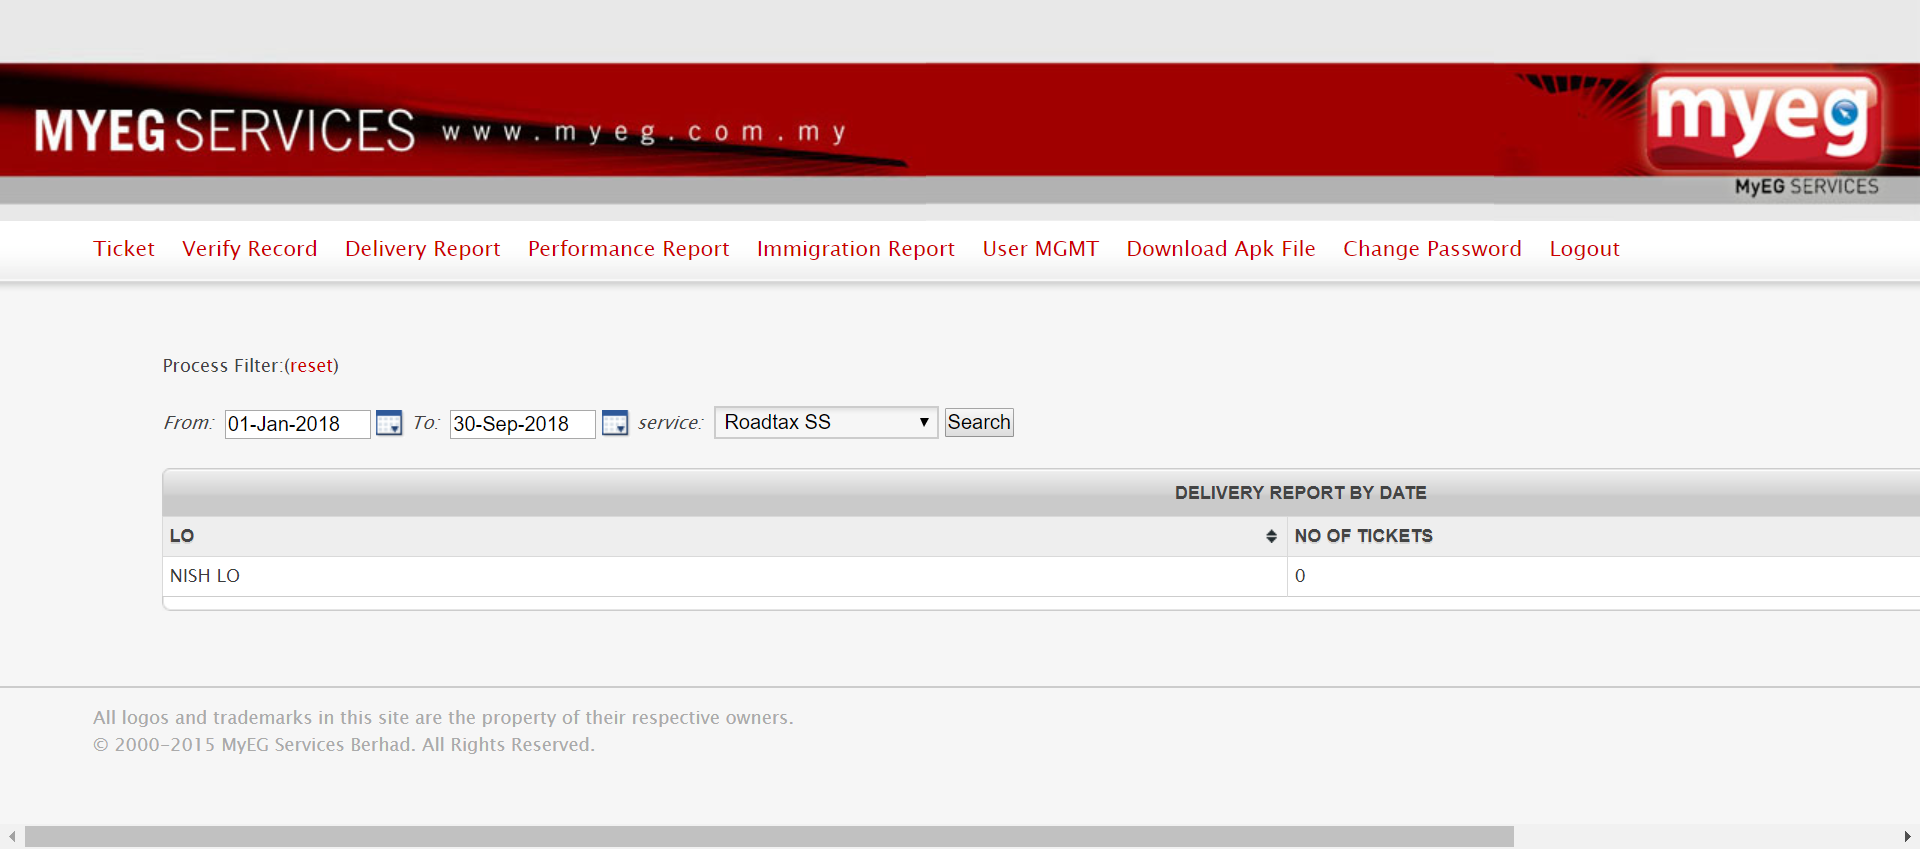 MYEG SERVICES www.myeg.com.my
myeg
MyEG SERVICES
Ticket Verify Record Delivery Report Performance Report Immigration Report User MGMT Download Apk File Change Password Logout
Process Filter:(reset)
From: 01-Jan-2018 To: 30-Sep-2018 service: Roadtax SS Search
DELIVERY REPORT BY DATE
LO NO OF TICKETS
NISH LO 0
All logos and trademarks in this site are the property of their respective owners.
© 2000-2015 MyEG Services Berhad. All Rights Reserved.